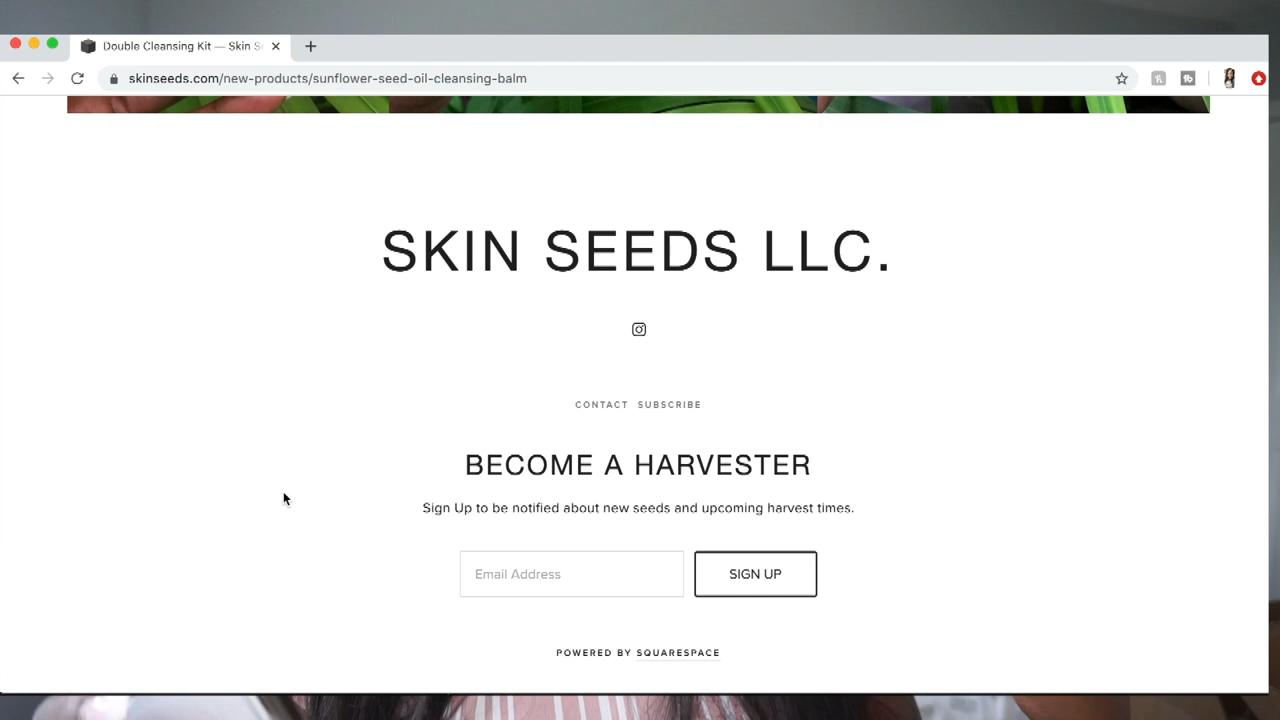 Double Cleansing Kit — Skin S
skinseeds.com/new-products/sunflower-seed-oil-cleansing-balm
SKIN SEEDS LLC.
CONTACT SUBSCRIBE
BECOME A HARVESTER
Sign Up to be notified about new seeds and upcoming harvest times.
Email Address
SIGN UP
POWERED BY SQUARESPACE